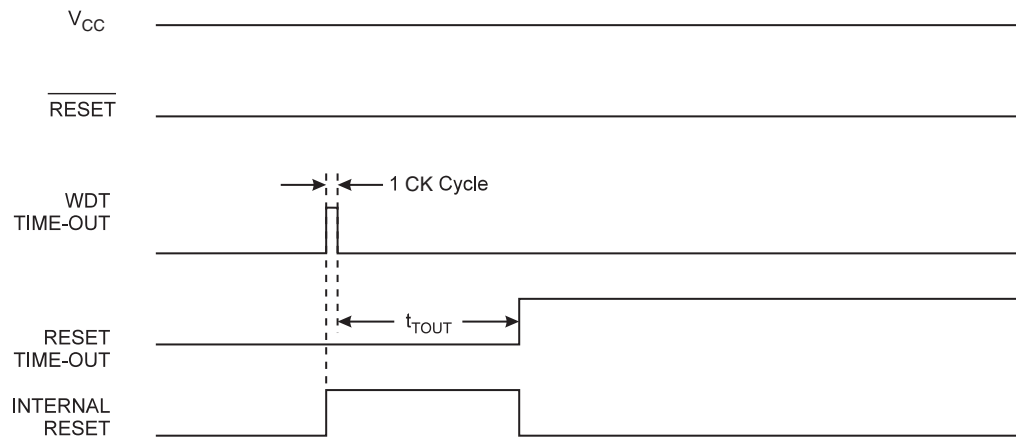 VCC
RESET
1 CK Cycle
WDT
TIME-OUT
tTOUT
RESET
TIME-OUT
INTERNAL
RESET